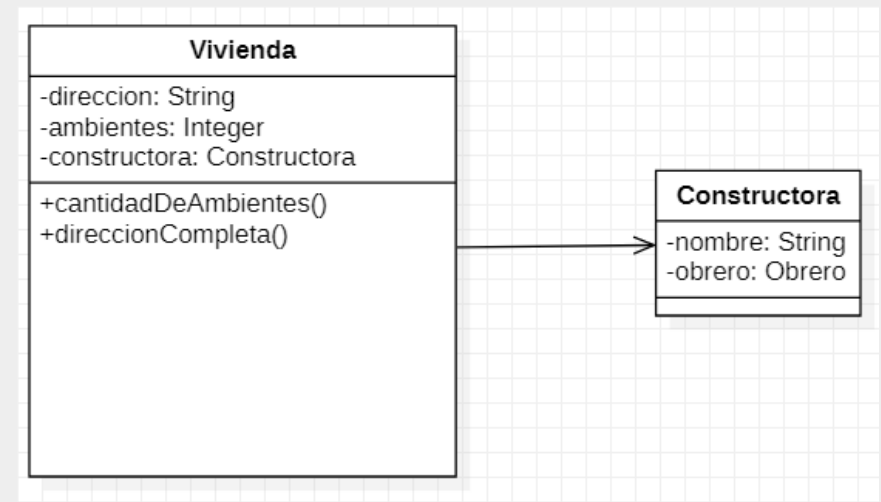 Vivienda
-direccion: String
-ambientes: Integer
-constructora: Constructora
+cantidadDeAmbientes()
+direccionCompleta()
Constructora
-nombre: String
-obrero: Obrero